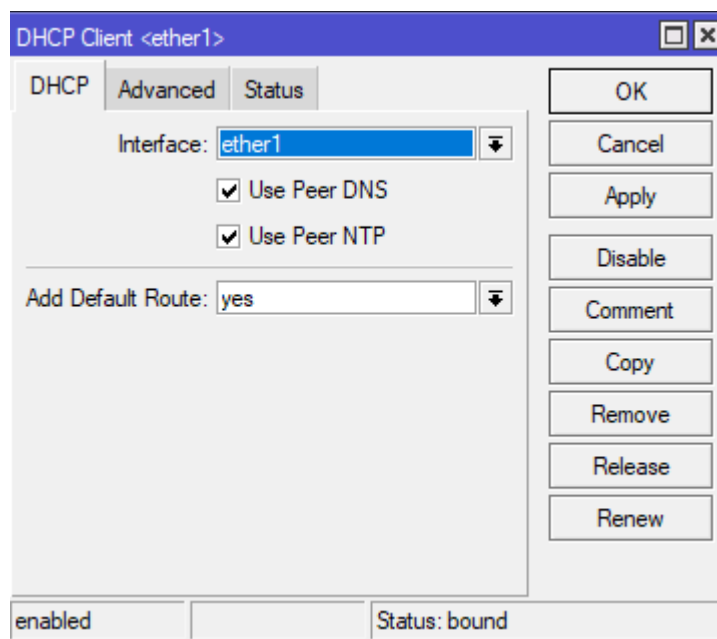 DHCP Client <ether1>
DHCP Advanced Status
Interface: ether1
Use Peer DNS
Use Peer NTP
Add Default Route: yes
OK
Cancel
Apply
Disable
Comment
Copy
Remove
Release
Renew
enabled Status: bound